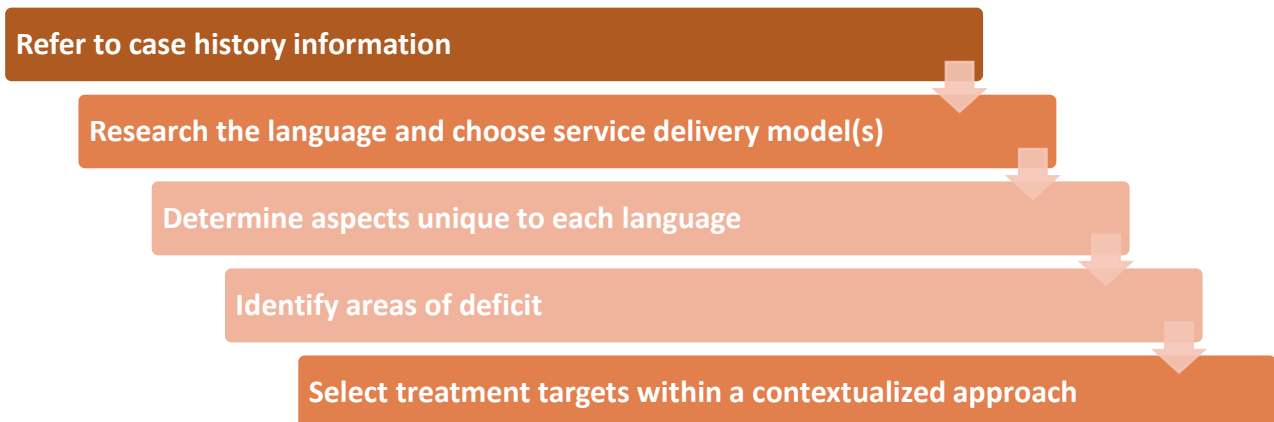 Refer to case history information
Research the language and choose service delivery model(s)
Determine aspects unique to each language
Identify areas of deficit
Select treatment targets within a contextualized approach